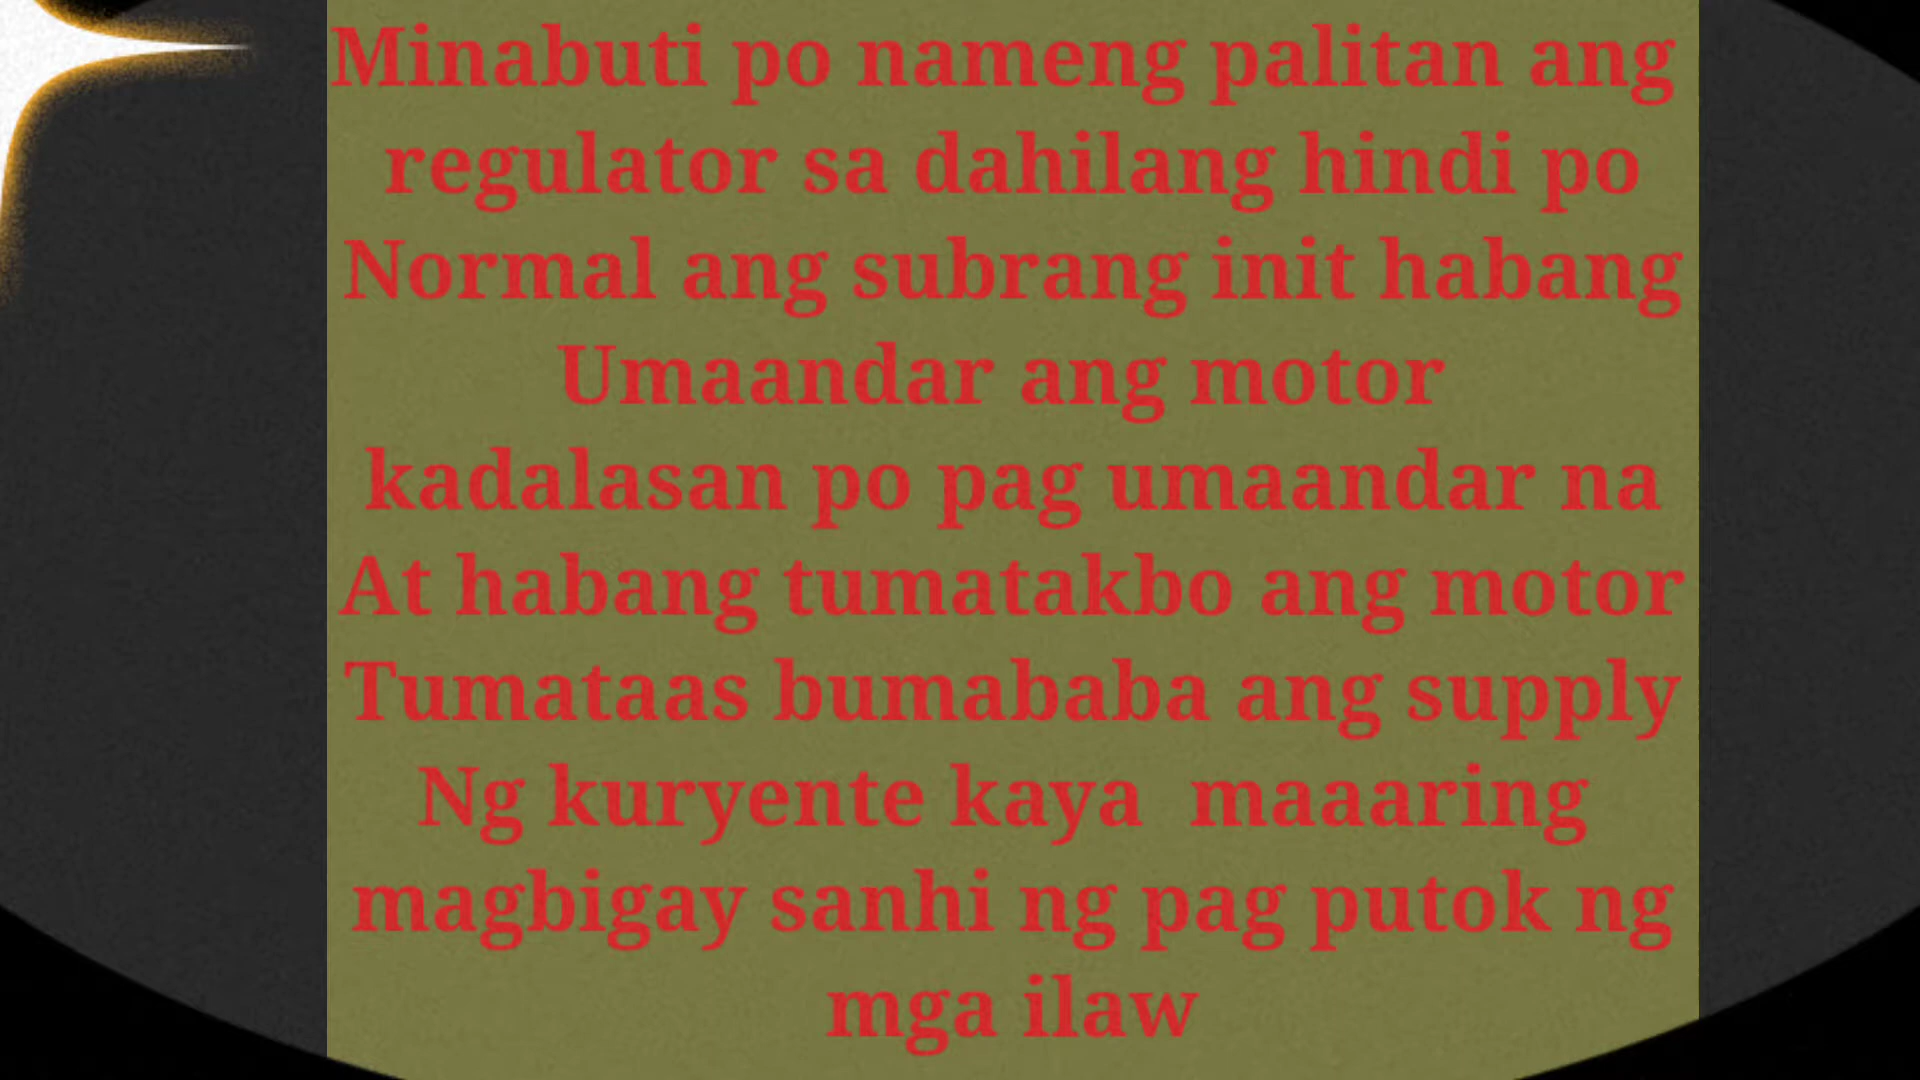 Minabuti po nameng palitan ang
regulator sa dahilang hindi po
Normal ang subrang init habang
Umaandar ang motor
kadalasan po pag umaandar na
At habang tumatakbo ang motor
Tumataas bumababa ang supply
Ng kuryente kaya  maaaring
magbigay sanhi ng pag putok ng
mga ilaw